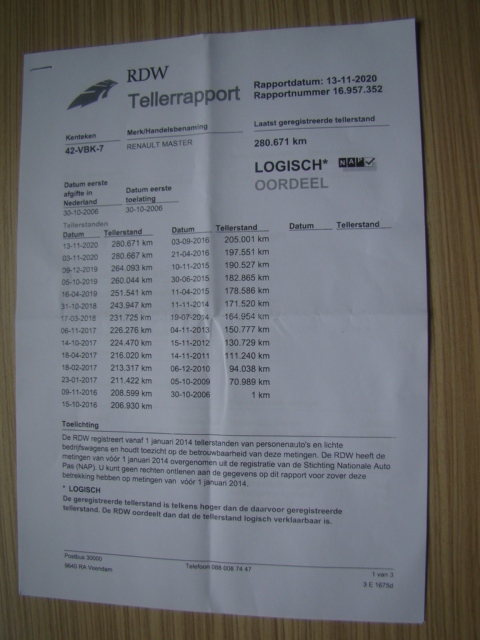 RDW
Tellerrapport
Rapportdatum: 13-11-2020
Rapportnummer 16.957.352
Kenteken Merk/Handelsbenaming Laatst geregistreerde tellerstand
42-VBK-7 RENAULT MASTER 280.671 km
LOGISCH* NAP
OORDEEL
Datum eerste afgifte in Nederland
30-10-2006
Datum eerste toelating
30-10-2006
Tellerstanden
Datum Tellerstand Datum Tellerstand Datum Tellerstand
13-11-2020 280.671 km 03-09-2016 205.001 km
03-11-2020 280.667 km 21-04-2016 197.551 km
09-12-2019 264.093 km 10-11-2015 190.527 km
05-10-2019 260.044 km 30-06-2015 182.865 km
16-04-2019 251.541 km 11-04-2015 178.586 km
31-10-2018 243.947 km 11-11-2014 171.520 km
17-03-2018 231.725 km 19-07-2014 164.954 km
06-11-2017 226.276 km 04-11-2013 150.777 km
14-10-2017 224.470 km 15-11-2012 130.729 km
18-04-2017 216.020 km 14-11-2011 111.240 km
18-02-2017 213.317 km 06-12-2010 94.038 km
23-01-2017 211.422 km 05-10-2009 70.989 km
09-11-2016 208.599 km 30-10-2006 1 km
15-10-2016 206.930 km
Toelichting
De RDW registreert vanaf 1 januari 2014 tellerstanden van personenauto's en lichte
bedrijfswagens en houdt toezicht op de betrouwbaarheid van deze metingen. De RDW heeft de
metingen van vóór 1 januari 2014 overgenomen uit de registratie van de Stichting Nationale Auto
Pas (NAP). U kunt geen rechten ontlenen aan de gegevens op dit rapport voor zover deze
betrekking hebben op metingen van vóór 1 januari 2014.
* LOGISCH
De geregistreerde tellerstand is telkens hoger dan de daarvoor geregistreerde
tellerstand. De RDW oordeelt dan dat de tellerstand logisch verklaarbaar is.
Postbus 30000
9640 RA Veendam
Telefoon 088 008 74 47
1 van 3
3 E 1675d